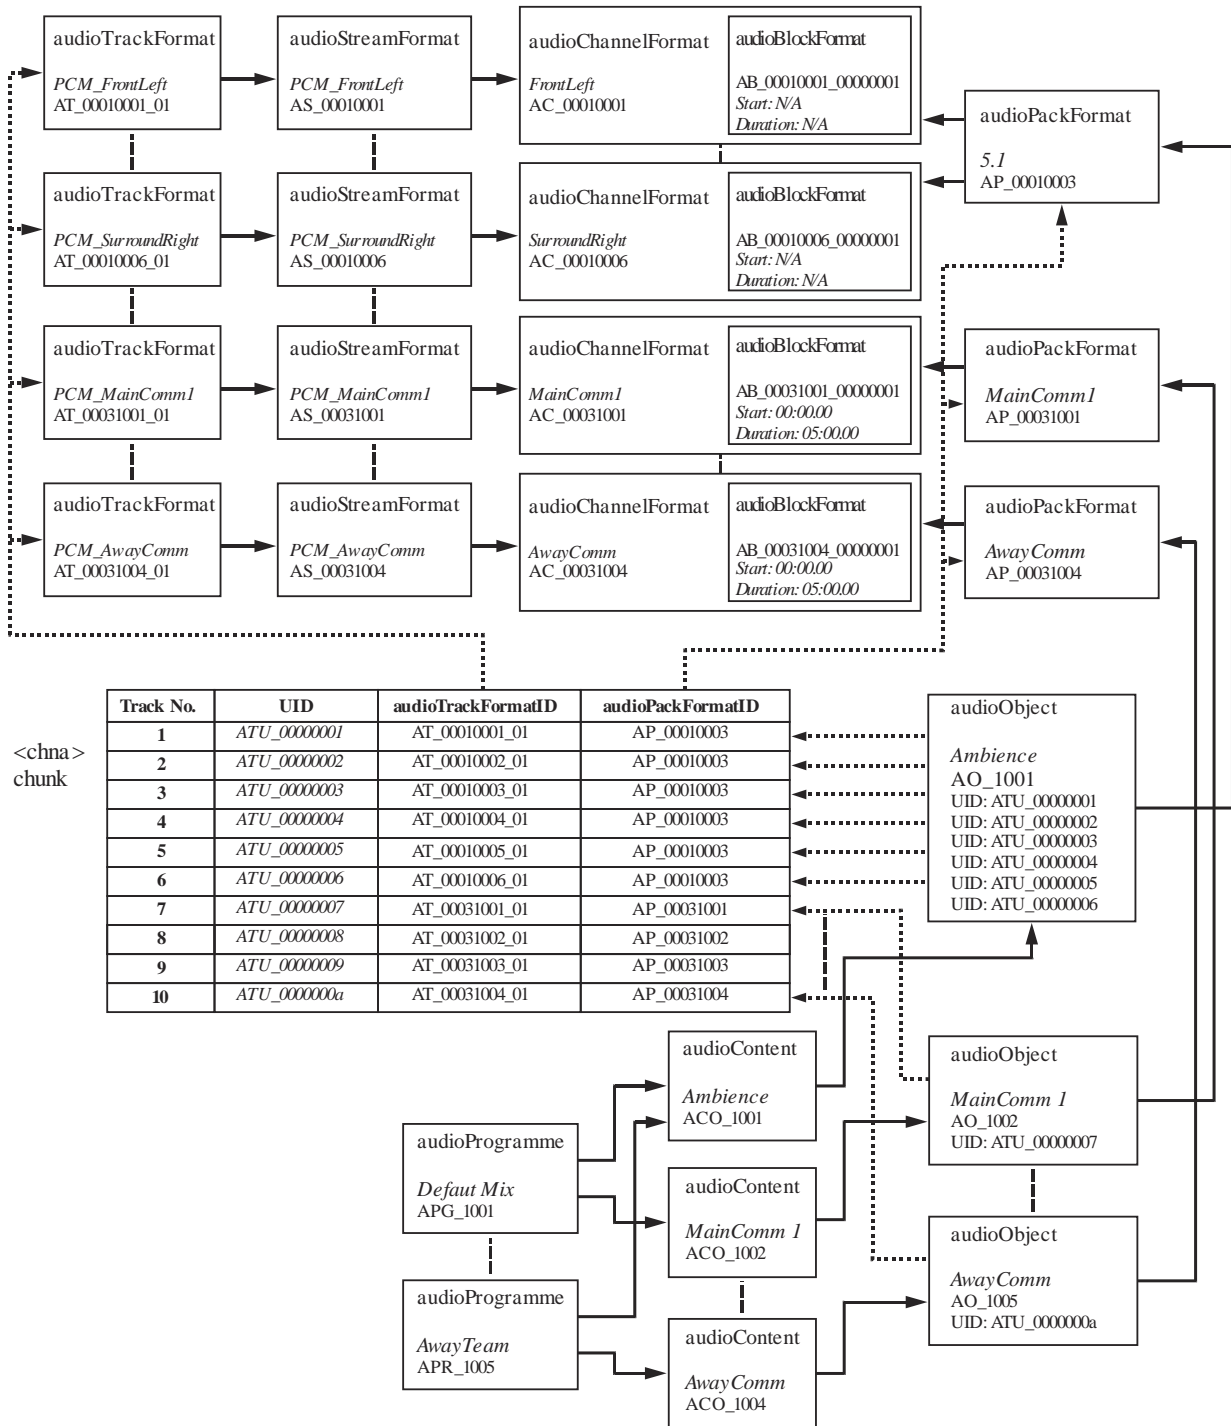 audioTrackFormat
PCM_FrontLeft
AT_00010001_01
audioStreamFormat
PCM_FrontLeft
AS_00010001
audioChannelFormat
FrontLeft
AC_00010001
audioBlockFormat
AB_00010001_00000001
Start: N/A
Duration: N/A
audioPackFormat
5.1
AP_00010003
audioTrackFormat
PCM_SurroundRight
AT_00010006_01
audioStreamFormat
PCM_SurroundRight
AS_00010006
audioChannelFormat
SurroundRight
AC_00010006
audioBlockFormat
AB_00010006_00000001
Start: N/A
Duration: N/A
audioTrackFormat
PCM_MainComm1
AT_00031001_01
audioStreamFormat
PCM_MainComm1
AS_00031001
audioChannelFormat
MainComm1
AC_00031001
audioBlockFormat
AB_00031001_00000001
Start: 00:00.00
Duration: 05:00.00
audioPackFormat
MainComm1
AP_00031001
audioTrackFormat
PCM_AwayComm
AT_00031004_01
audioStreamFormat
PCM_AwayComm
AS_00031004
audioChannelFormat
AwayComm
AC_00031004
audioBlockFormat
AB_00031004_00000001
Start: 00:00.00
Duration: 05:00.00
audioPackFormat
AwayComm
AP_00031004
<chna>
chunk
Track No. UID audioTrackFormatID audioPackFormatID
1 ATU_00000001 AT_00010001_01 AP_00010003
2 ATU_00000002 AT_00010002_01 AP_00010003
3 ATU_00000003 AT_00010003_01 AP_00010003
4 ATU_00000004 AT_00010004_01 AP_00010003
5 ATU_00000005 AT_00010005_01 AP_00010003
6 ATU_00000006 AT_00010006_01 AP_00010003
7 ATU_00000007 AT_00031001_01 AP_00031001
8 ATU_00000008 AT_00031002_01 AP_00031002
9 ATU_00000009 AT_00031003_01 AP_00031003
10 ATU_0000000a AT_00031004_01 AP_00031004
audioObject
Ambience
AO_1001
UID: ATU_00000001
UID: ATU_00000002
UID: ATU_00000003
UID: ATU_00000004
UID: ATU_00000005
UID: ATU_00000006
audioContent
Ambience
ACO_1001
audioObject
MainComm 1
AO_1002
UID: ATU_00000007
audioProgramme
Defaut Mix
APG_1001
audioContent
MainComm 1
ACO_1002
audioObject
AwayComm
AO_1005
UID: ATU_0000000a
audioProgramme
AwayTeam
APR_1005
audioContent
AwayComm
ACO_1004